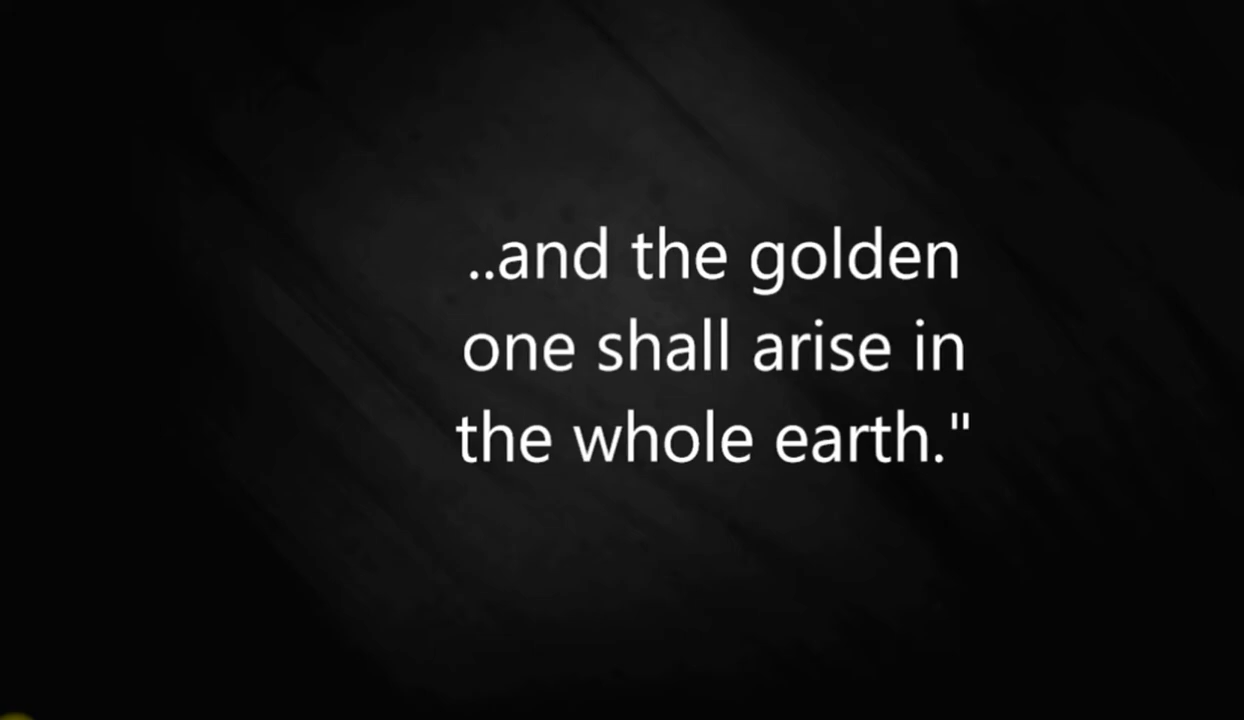 ..and the golden
one shall arise in
the whole earth."